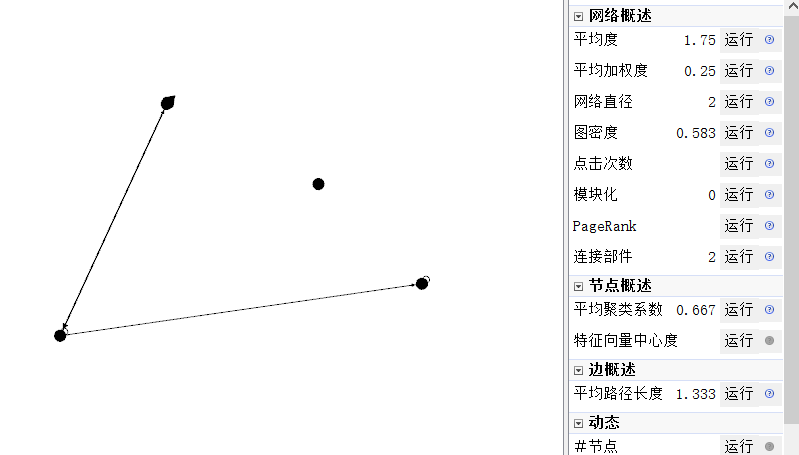 网络概述
平均度 1.75 运行
平均加权度 0.25 运行
网络直径 2 运行
图密度 0.583 运行
点击次数 运行
模块化 0 运行
PageRank 运行
连接部件 2 运行
节点概述
平均聚类系数 0.667 运行
特征向量中心度 运行
边概述
平均路径长度 1.333 运行
动态
#节点 运行